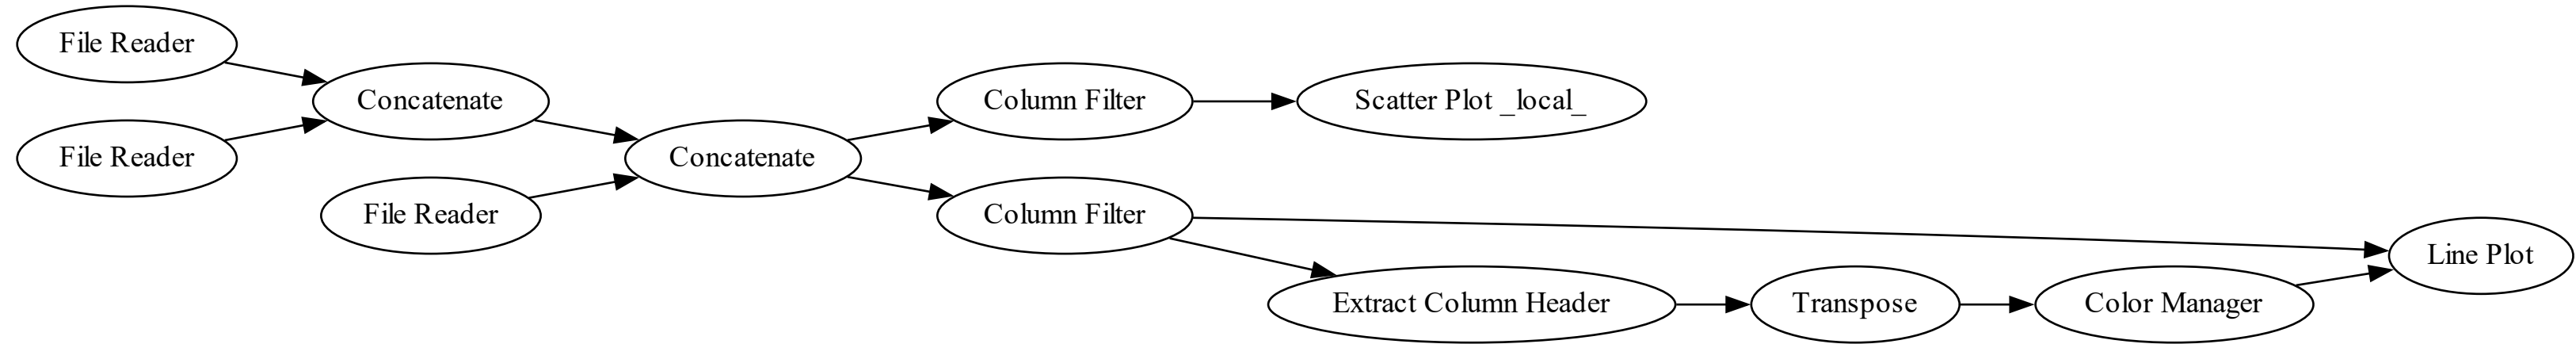 File Reader
File Reader
Concatenate
File Reader
Concatenate
Column Filter
Scatter Plot _local_
Column Filter
Extract Column Header
Transpose
Color Manager
Line Plot